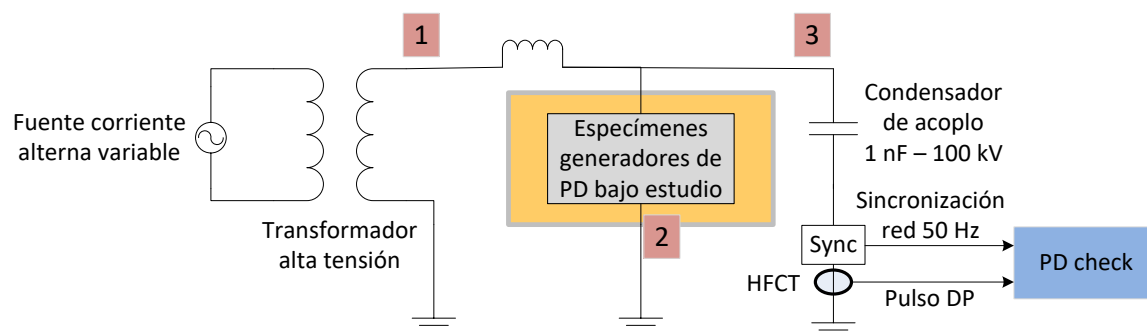 1
3
Fuente corriente
alterna variable
Transformador
alta tensión
Especímenes
generadores de
PD bajo estudio
2
Condensador
de acoplo
1 nF – 100 kV
Sincronización
red 50 Hz
Sync
HFCT
Pulso DP
PD check